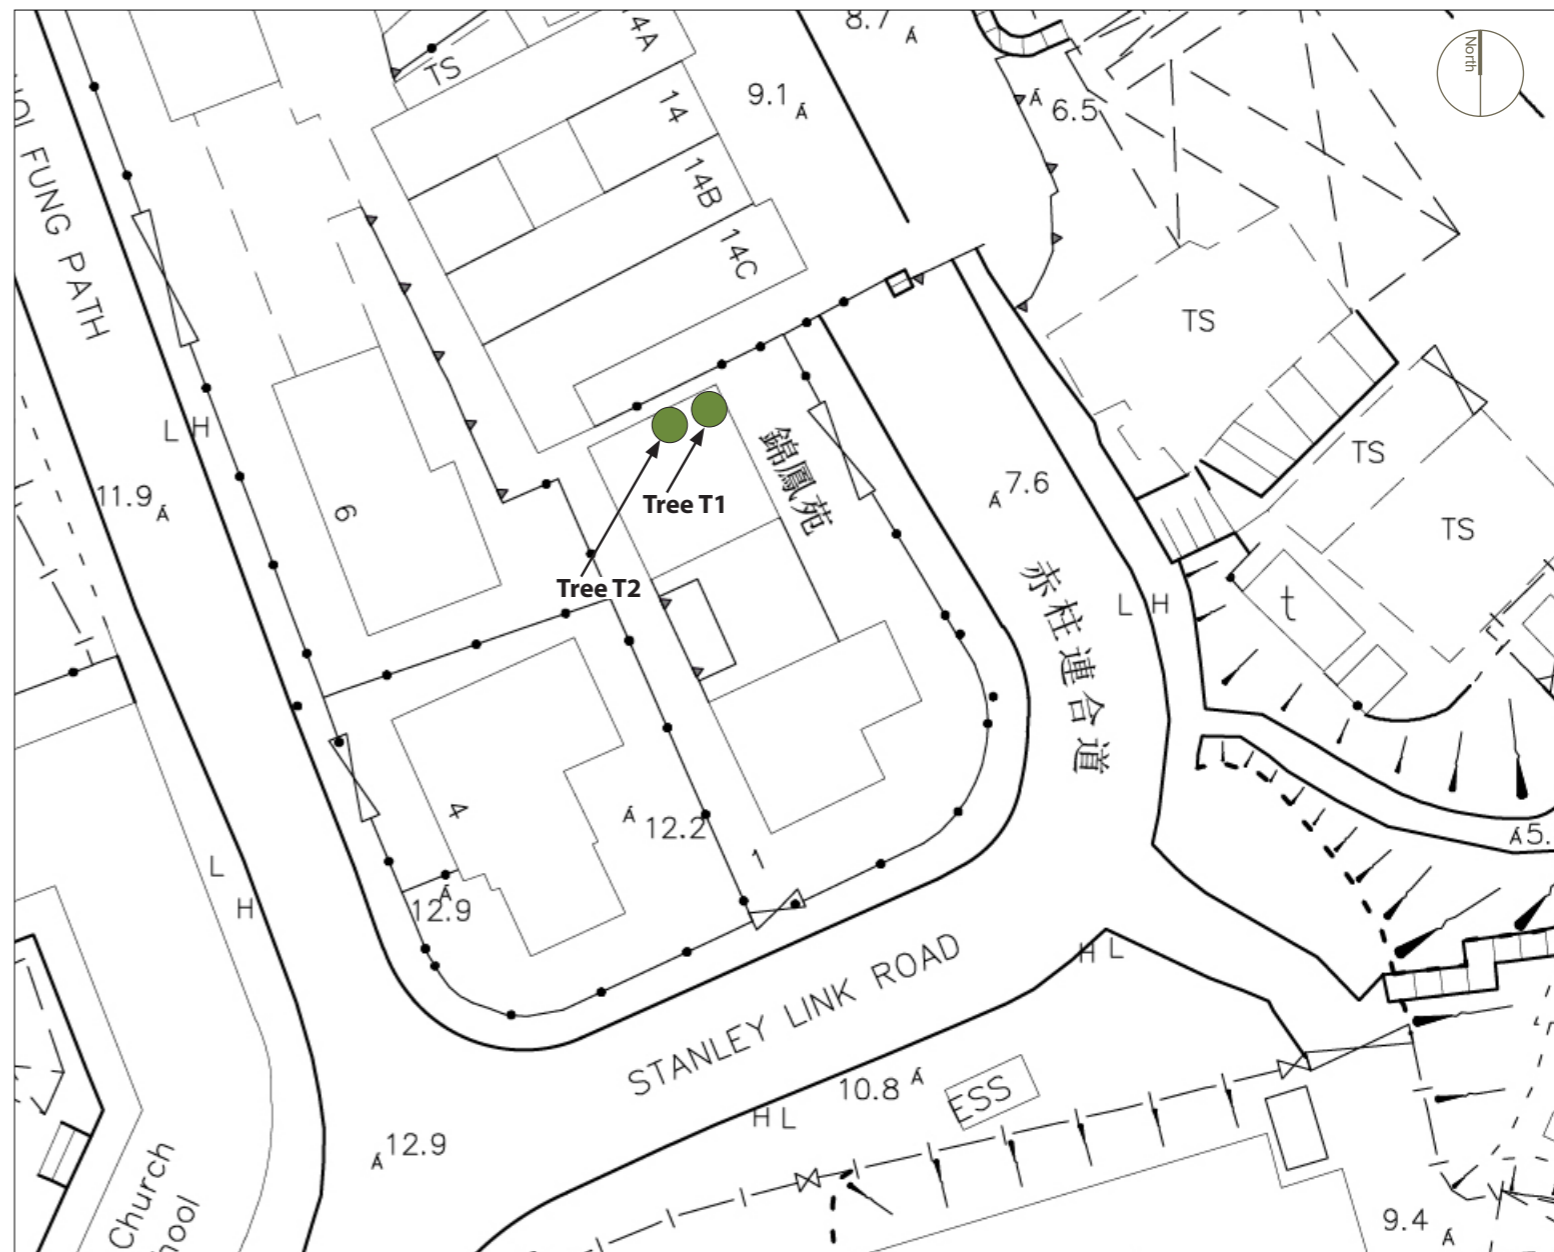 8.7
4A
North
TS
14
9.1
6.5
14B
FUNG PATH
14C
TS
L H
錦鳳苑
TS
7.6
11.9
6
Tree T1
TS
赤柱連合道
Tree T2
L H
t
4
12.2
5.
1
L
H
12.9
STANLEY LINK ROAD
H L
10.8
ESS
H L
12.9
Church
9.4